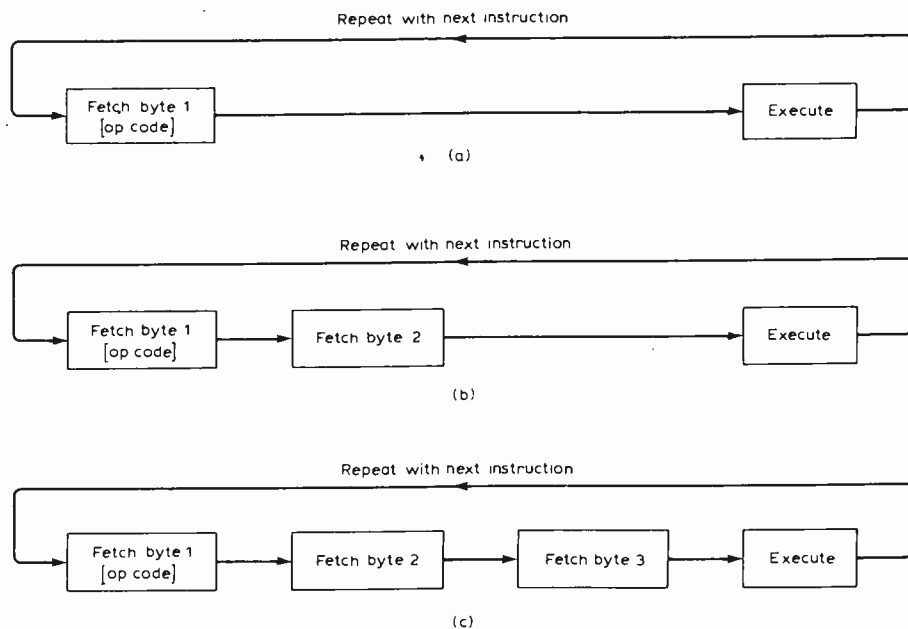 Repeat with next instruction
Fetch byte 1
[op code]
Execute
(a)
Repeat with next instruction
Fetch byte 1
[op code]
Fetch byte 2
Execute
(b)
Repeat with next instruction
Fetch byte 1
[op code]
Fetch byte 2
Fetch byte 3
Execute
(c)